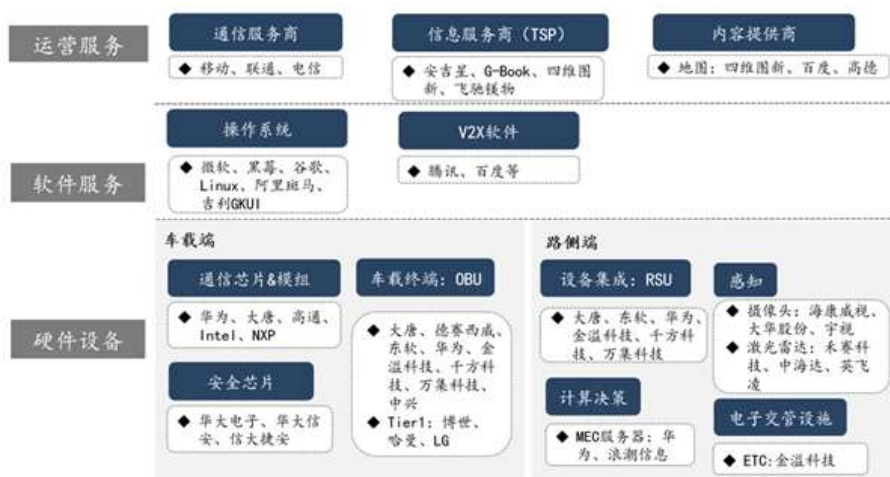 运营服务
通信服务商
◆ 移动、联通、电信
信息服务商（TSP）
◆ 安吉星、G-Book、四维图
新、飞驰镁物
内容提供商
◆ 地图：四维图新、百度、高德
软件服务
操作系统
◆ 微软、黑莓、谷歌、
Linux、阿里斑马、
吉利GKUI
V2X软件
◆ 腾讯、百度等
硬件设备
车载端
通信芯片&模组
◆ 华为、大唐、高通、
Intel、NXP
安全芯片
◆ 华大电子、华大信
安、信大捷安
车载终端：OBU
◆ 大唐、德赛西威、
东软、华为、金
溢科技、千方科
技、万集科技、
中兴
◆ Tier1：博世、
哈曼、LG
路侧端
设备集成：RSU
◆ 大唐、东软、华为、
金溢科技、千方科
技、万集科技
计算决策
◆ MEC服务器：华
为、浪潮信息
感知
◆ 摄像头：海康威视、
大华股份、宇视
◆ 激光雷达：禾赛科
技、中海达、英飞
凌
电子交管设施
◆ ETC:金溢科技